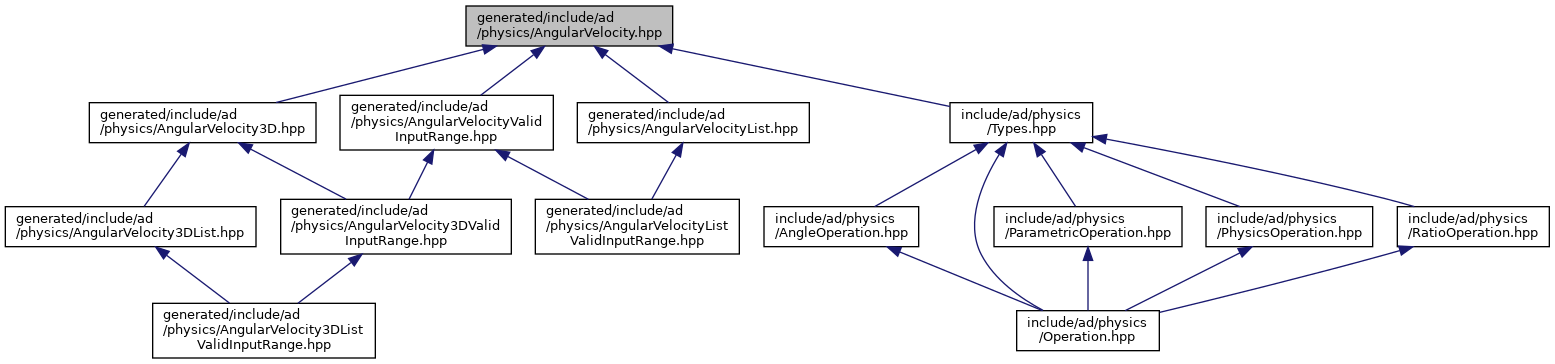 generated/include/ad
/physics/AngularVelocity.hpp
generated/include/ad
/physics/AngularVelocity3D.hpp
generated/include/ad
/physics/AngularVelocityValid
InputRange.hpp
generated/include/ad
/physics/AngularVelocityList.hpp
include/ad/physics
/Types.hpp
generated/include/ad
/physics/AngularVelocity3DList.hpp
generated/include/ad
/physics/AngularVelocity3DValid
InputRange.hpp
generated/include/ad
/physics/AngularVelocityList
ValidInputRange.hpp
include/ad/physics
/AngleOperation.hpp
include/ad/physics
/ParametricOperation.hpp
include/ad/physics
/PhysicsOperation.hpp
include/ad/physics
/RatioOperation.hpp
generated/include/ad
/physics/AngularVelocity3DList
ValidInputRange.hpp
include/ad/physics
/Operation.hpp